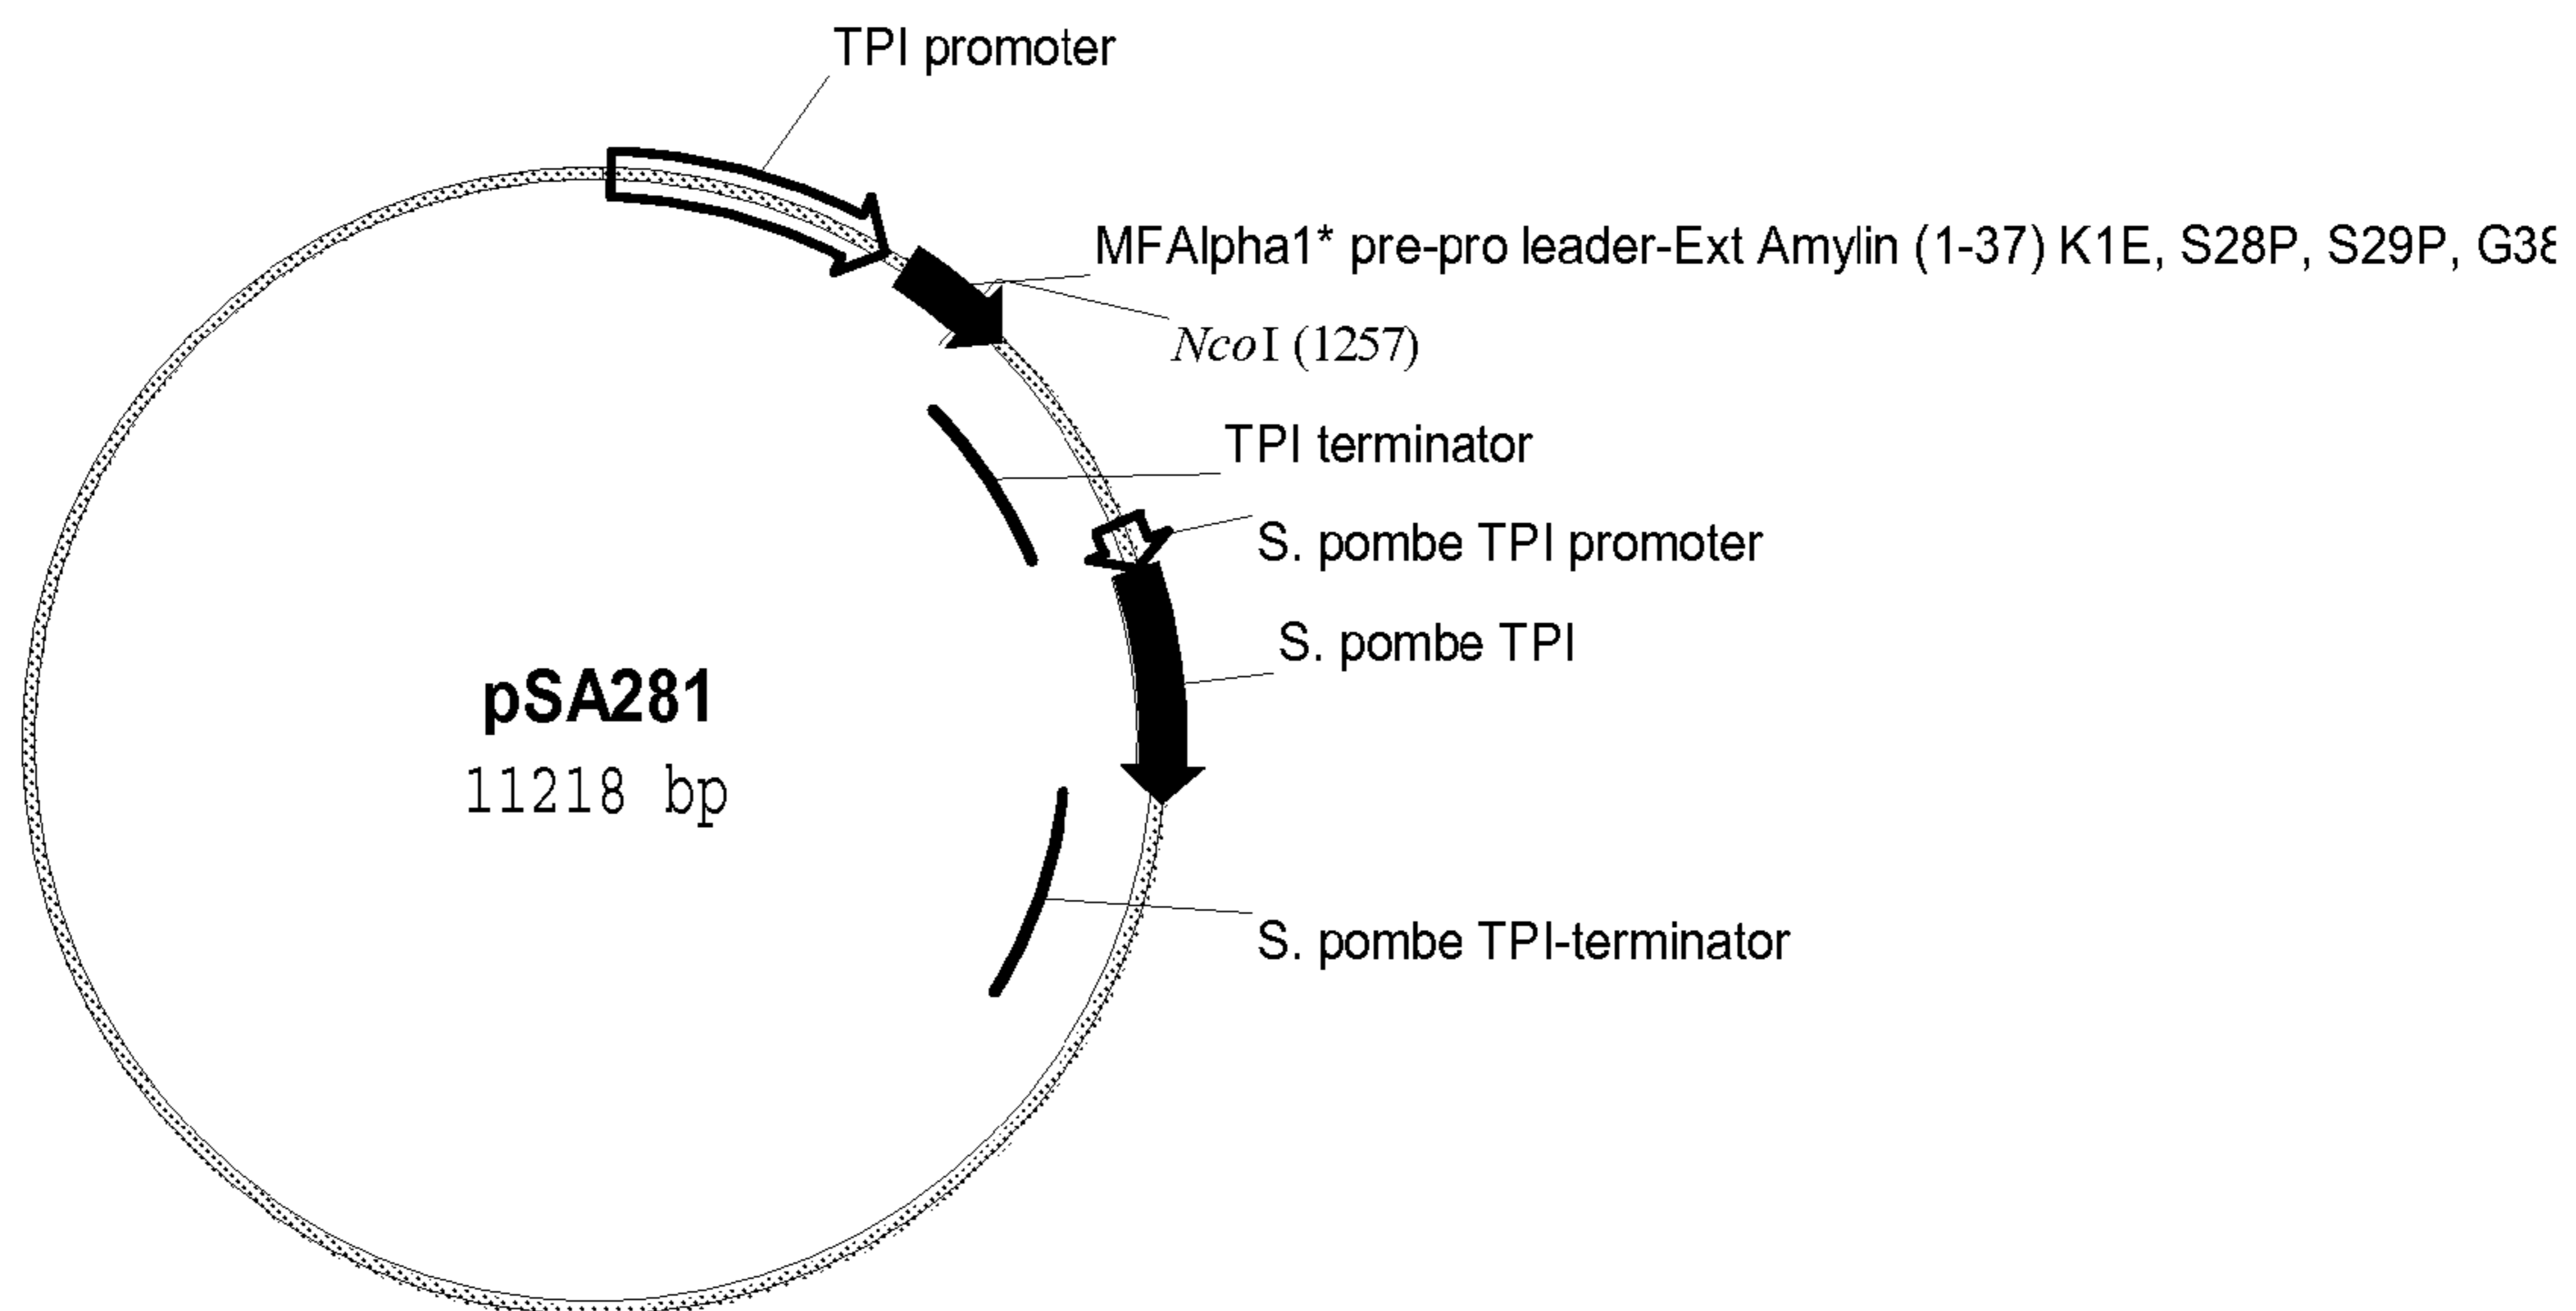 TPI promoter
MFAlpha1* pre-pro leader-Ext Amylin (1-37) K1E, S28P, S29P, G38
NcoI (1257)
TPI terminator
S. pombe TPI promoter
S. pombe TPI
pSA281
11218 bp
S. pombe TPI-terminator